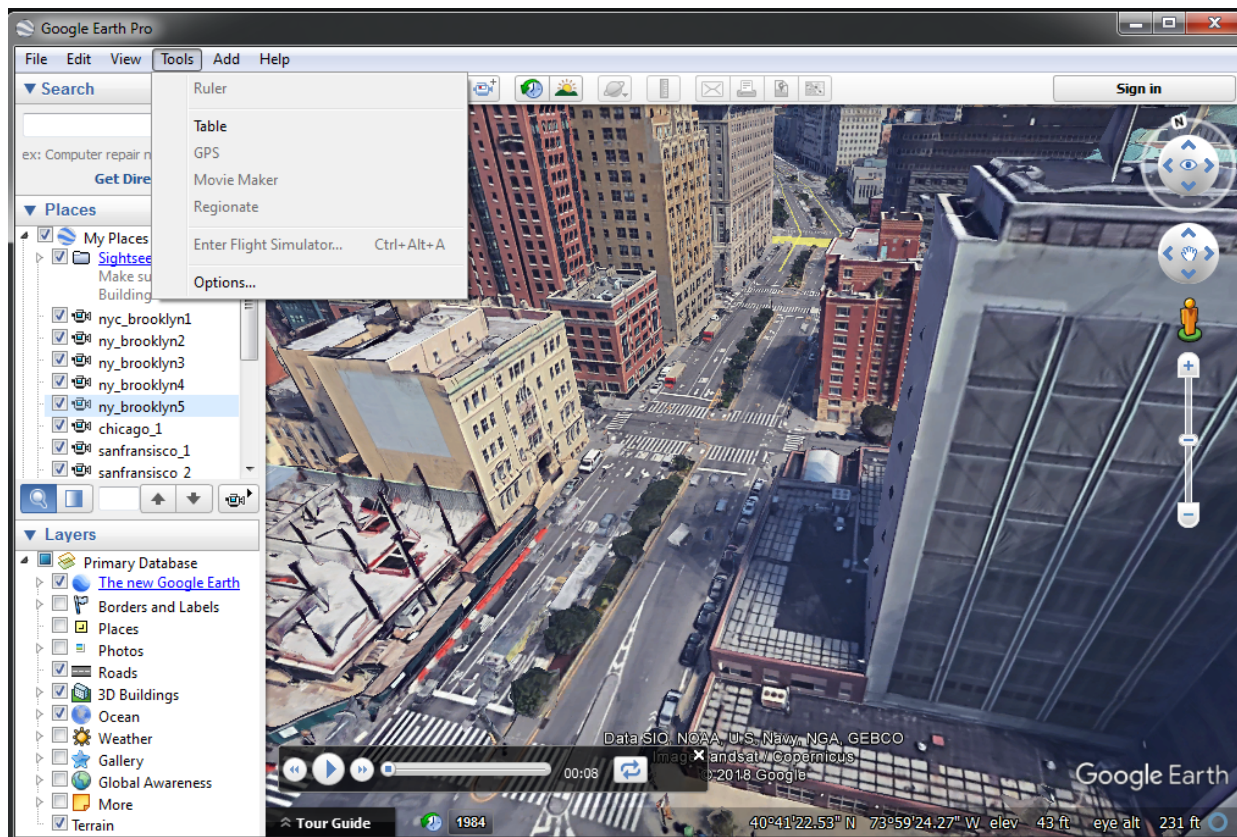 Google Earth Pro
File Edit View Tools Add Help
Search
Sign in
Ruler
Table
GPS
Movie Maker
Regionate
Enter Flight Simulator... Ctrl+Alt+A
Options...
ex: Computer repair n
Get Dire
Places
My Places
Sightsee
Make su
Building
nyc_brooklyn1
ny_brooklyn2
ny_brooklyn3
ny_brooklyn4
ny_brooklyn5
chicago_1
sanfransisco_1
sanfransisco 2
Layers
Primary Database
The new Google Earth
Borders and Labels
Places
Photos
Roads
3D Buildings
Ocean
Weather
Gallery
Global Awareness
More
Terrain
N
Data SIO, NOAA, U.S. Navy, NGA, GEBCO
Image Landsat / Copernicus
© 2018 Google
00:08
Google Earth
Tour Guide 1984 40°41'22.53" N 73°59'24.27" W elev 43 ft eye alt 231 ft